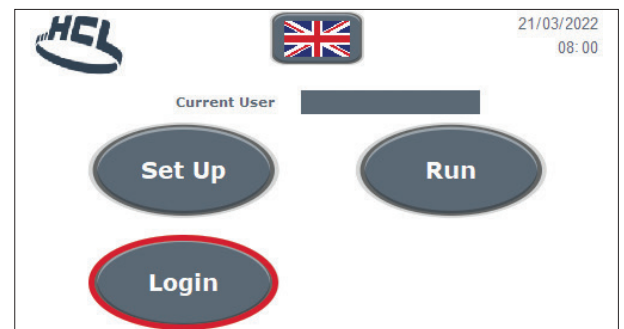 HCL
21/03/2022
08:00
Current User
Set Up
Run
Login